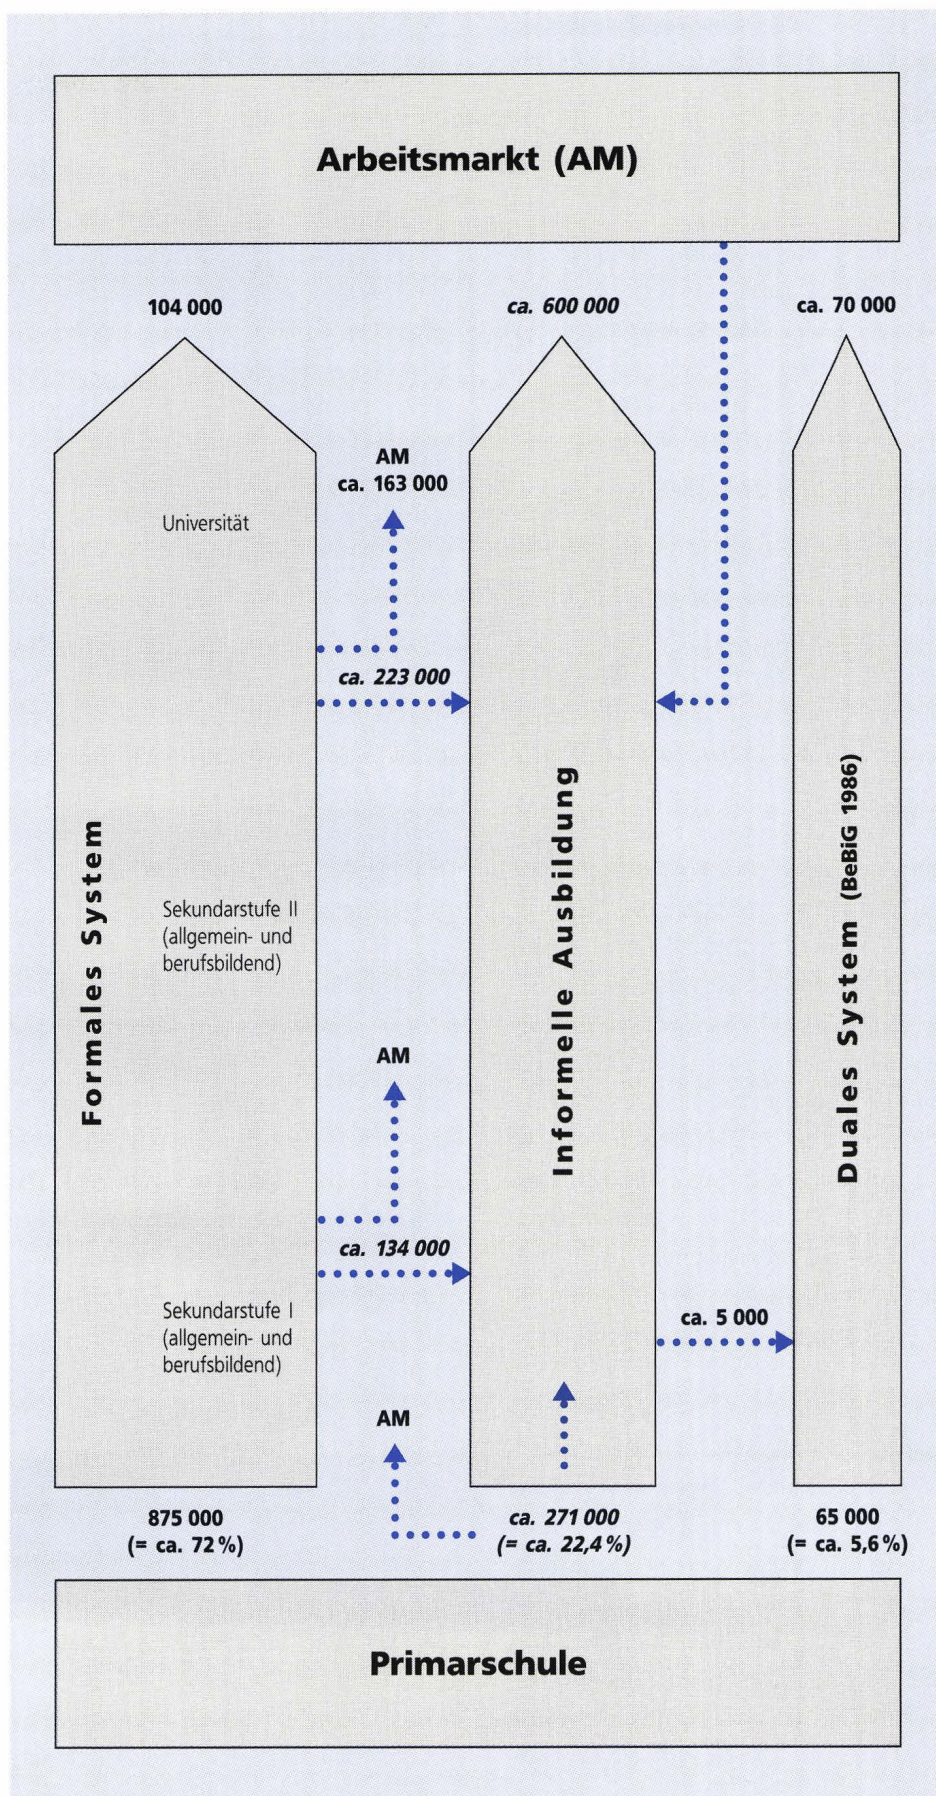 Arbeitsmarkt (AM)
104 000
ca. 600 000
ca. 70 000
AM
ca. 163 000
Universität
ca. 223 000
Formales System
Sekundarstufe II
(allgemein- und
berufsbildend)
Informelle Ausbildung
Duales System (BeBiG 1986)
AM
ca. 134 000
Sekundarstufe I
(allgemein- und
berufsbildend)
ca. 5 000
AM
875 000
(= ca. 72 %)
ca. 271 000
(= ca. 22,4 %)
65 000
(= ca. 5,6 %)
Primarschule